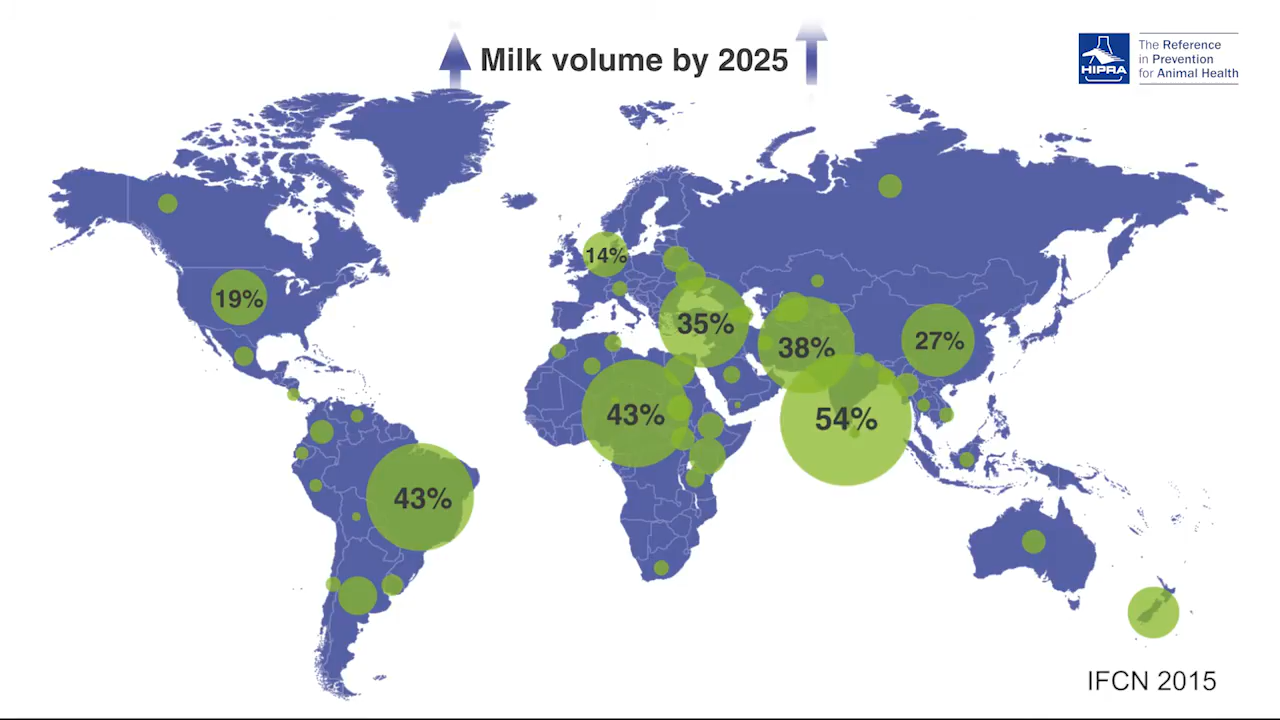 Milk volume by 2025
HIPRA
The Reference
in Prevention
for Animal Health
14%
19%
35%
38%
27%
43%
54%
43%
IFCN 2015